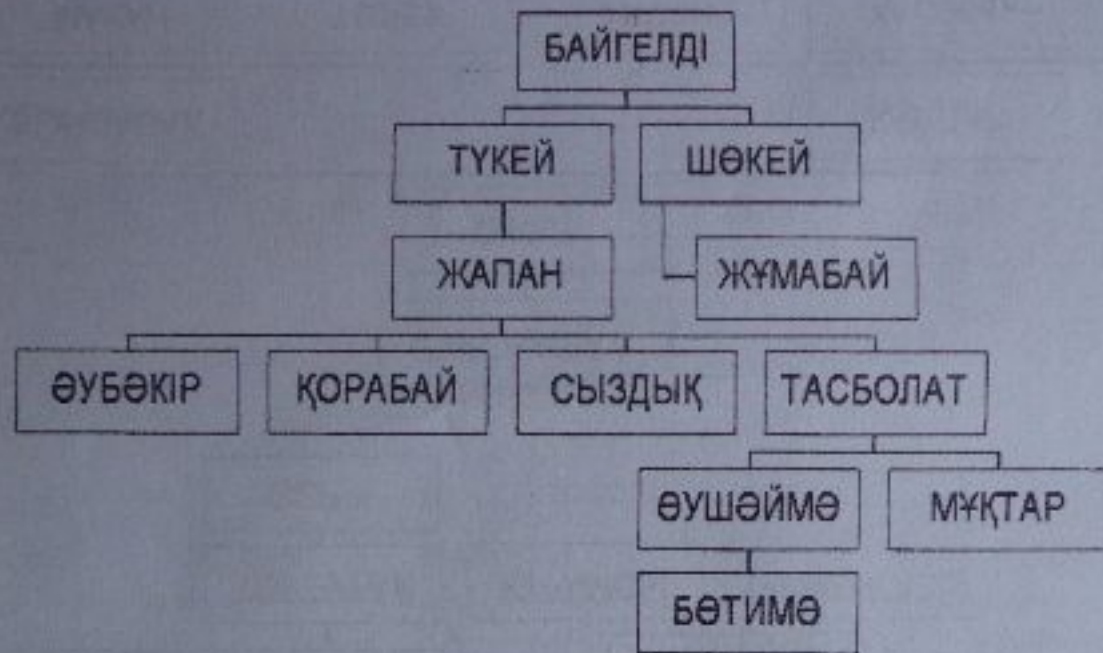 БАЙГЕЛДІ
ТҮКЕЙ ШӨКЕЙ
ЖАПАН ЖҰМАБАЙ
ӘУБӘКІР ҚОРАБАЙ СЫЗДЫҚ ТАСБОЛАТ
ӘУШӘЙМӘ МҰҚТАР
БӘТИМӘ